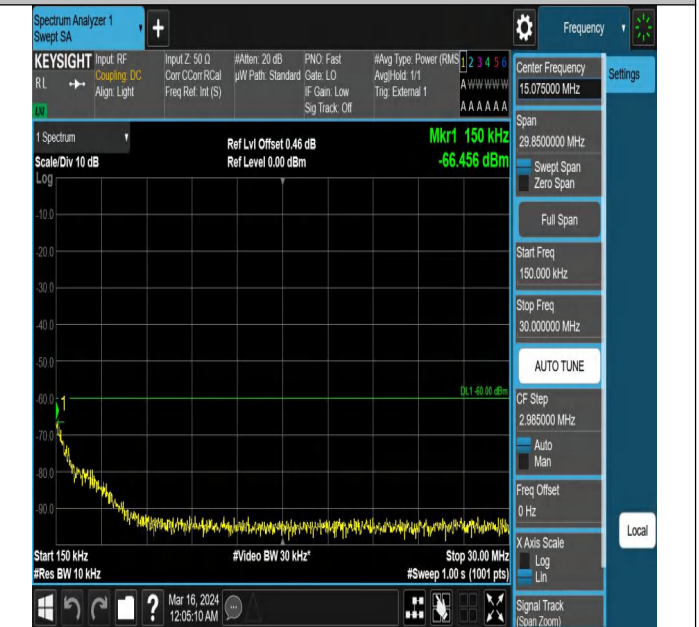 Spectrum Analyzer 1
Swept SA
+
Frequency
KEYSIGHT
RL
LXI
Input: RF
Coupling: DC
Align: Light
Input Z: 50 Ω
Corr CCorr RCal
Freq Ref: Int (S)
#Atten: 20 dB
µW Path: Standard
PNO: Fast
Gate: LO
IF Gain: Low
Sig Track: Off
#Avg Type: Power (RMS
Avg|Hold: 1/1
Trig: External 1
1 2 3 4 5 6
A W W W W W
A A A A A A
1 Spectrum
Scale/Div 10 dB
Ref Lvl Offset 0.46 dB
Ref Level 0.00 dBm
Mkr1 150 kHz
-66.456 dBm
Log
-10.0
-20.0
-30.0
-40.0
-50.0
-60.0
-70.0
-80.0
-90.0
1
DL1 -60.00 dBm
Start 150 kHz
#Res BW 10 kHz
#Video BW 30 kHz*
Stop 30.00 MHz
#Sweep 1.00 s (1001 pts)
?
Mar 16, 2024
12:05:10 AM
Center Frequency
15.075000 MHz
Settings
Span
29.8500000 MHz
Swept Span
Zero Span
Full Span
Start Freq
150.000 kHz
Stop Freq
30.000000 MHz
AUTO TUNE
CF Step
2.985000 MHz
Auto
Man
Freq Offset
0 Hz
X Axis Scale
Log
Lin
Signal Track
(Span Zoom)
Local